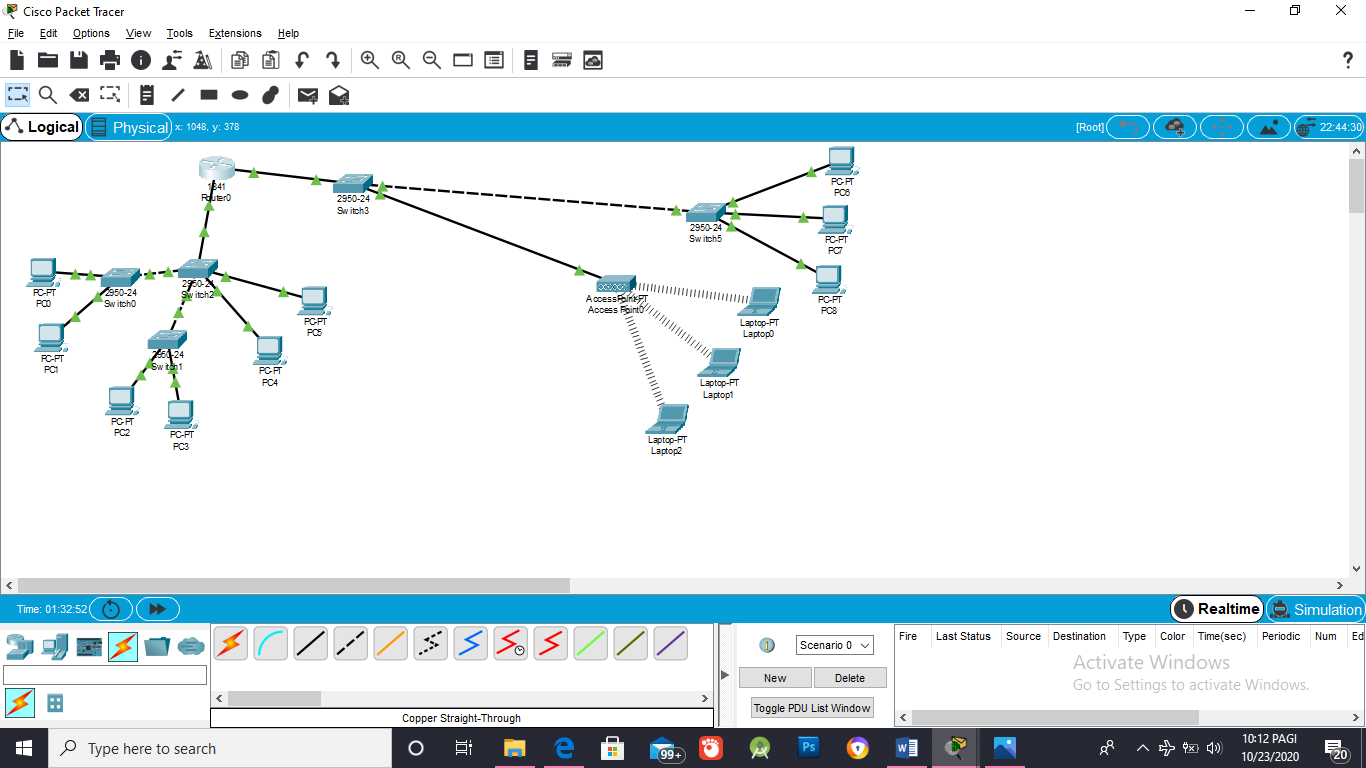 Cisco Packet Tracer
File Edit Options View Tools Extensions Help
?
Logical Physical x: 1048, y: 378 [Root] 22:44:30
1841
Router0
2950-24
Switch3
PC-PT
PC6
2950-24
Switch5
PC-PT
PC7
PC-PT
PC8
PC-PT
PC0
2950-24
Switch0
2950-24
Switch2
AccessPoint-PT
Access Point0
Laptop-PT
Laptop0
PC-PT
PC5
PC-PT
PC1
2950-24
Switch1
PC-PT
PC4
Laptop-PT
Laptop1
PC-PT
PC2
PC-PT
PC3
Laptop-PT
Laptop2
Time: 01:32:52 Realtime Simulation
Scenario 0
Fire Last Status Source Destination Type Color Time(sec) Periodic Num Ed
New Delete
Toggle PDU List Window
Copper Straight-Through
Activate Windows
Go to Settings to activate Windows.
Type here to search
99+
Ps
10:12 PAGI
10/23/2020
20